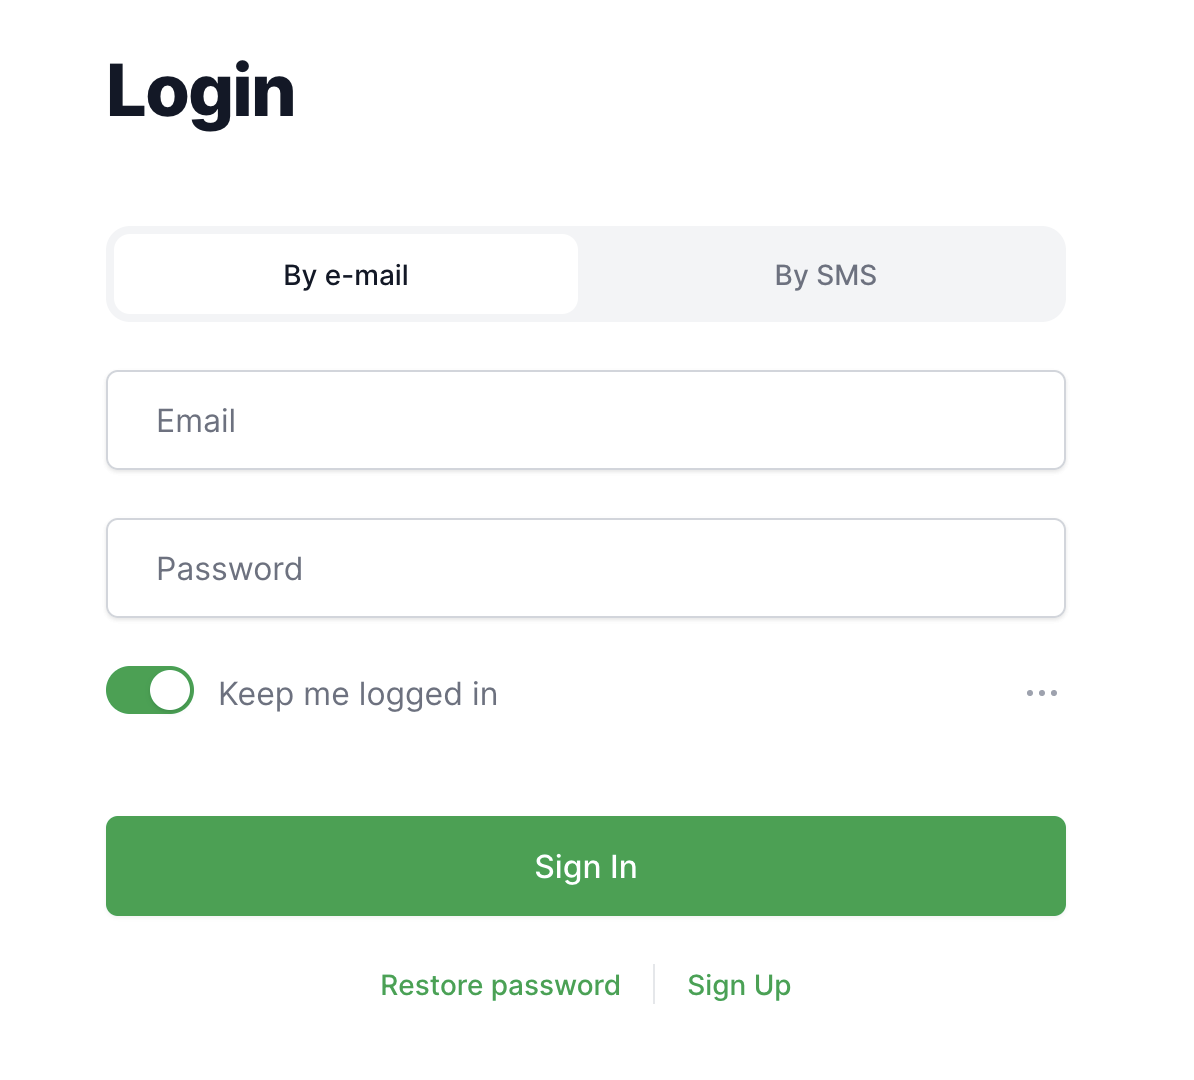 Login
By e-mail
By SMS
Email
Password
Keep me logged in
Sign In
Restore password
Sign Up